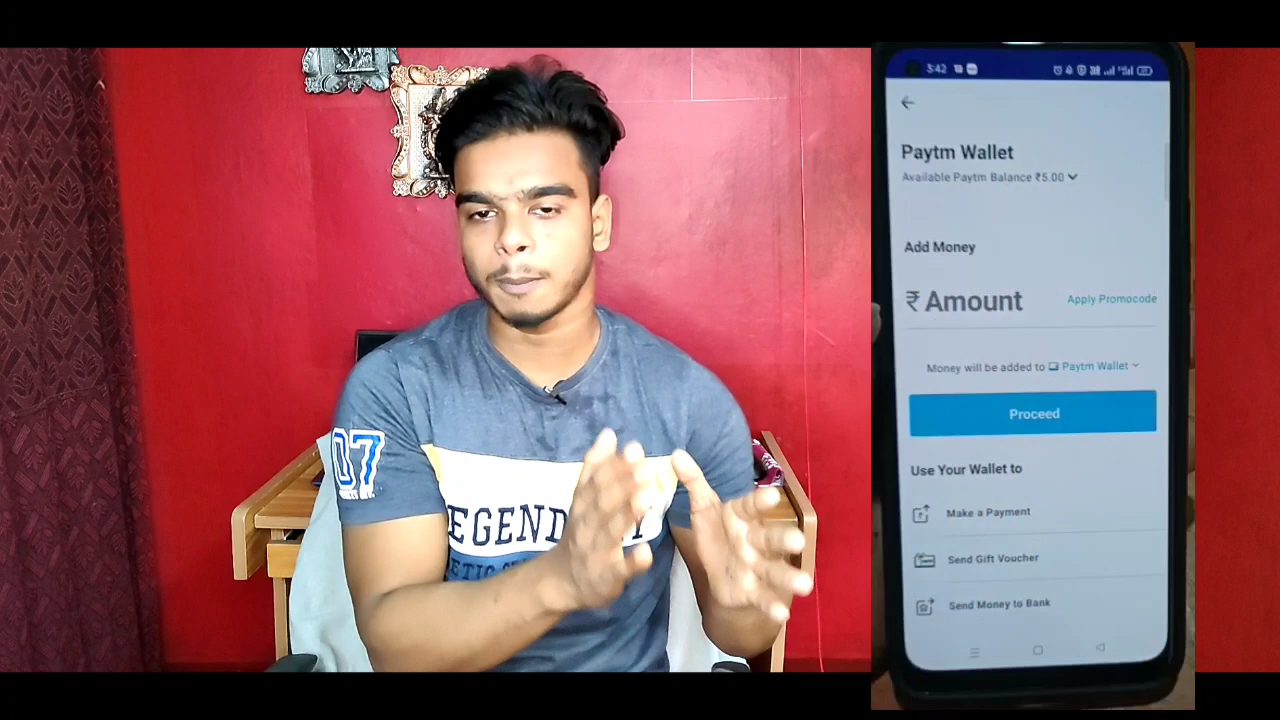 07
EGEND
3:42
Paytm Wallet
Available Paytm Balance ₹5.00
Add Money
₹ Amount
Apply Promocode
Money will be added to Paytm Wallet
Proceed
Use Your Wallet to
Make a Payment
Send Gift Voucher
Send Money to Bank